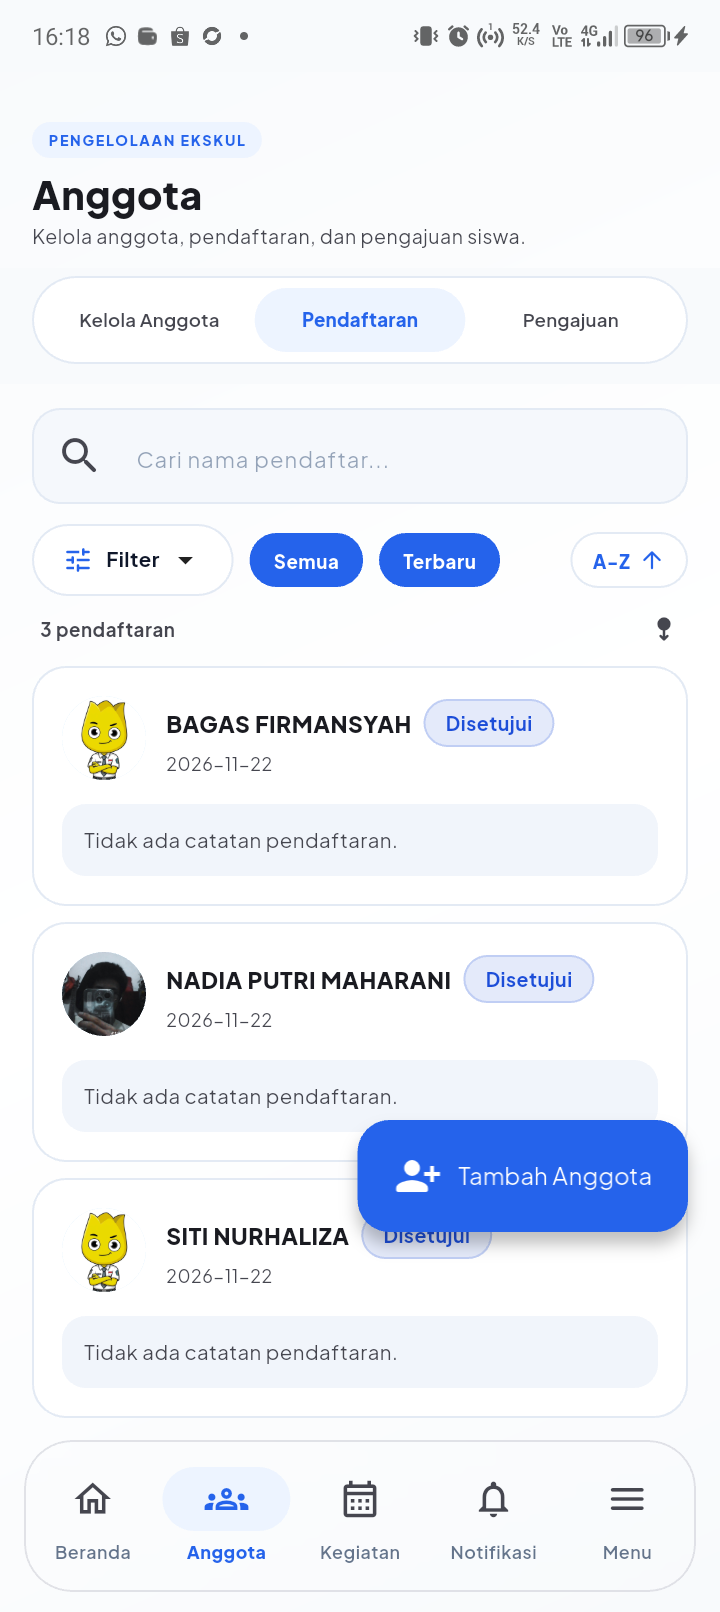 16:18
52.4 K/S
Vo LTE
4G
96
PENGELOLAAN EKSKUL
Anggota
Kelola anggota, pendaftaran, dan pengajuan siswa.
Kelola Anggota
Pendaftaran
Pengajuan
Cari nama pendaftar...
Filter
Semua
Terbaru
A-Z
3 pendaftaran
BAGAS FIRMANSYAH
Disetujui
2026-11-22
Tidak ada catatan pendaftaran.
NADIA PUTRI MAHARANI
Disetujui
2026-11-22
Tidak ada catatan pendaftaran.
Tambah Anggota
SITI NURHALIZA
Disetujui
2026-11-22
Tidak ada catatan pendaftaran.
Beranda
Anggota
Kegiatan
Notifikasi
Menu